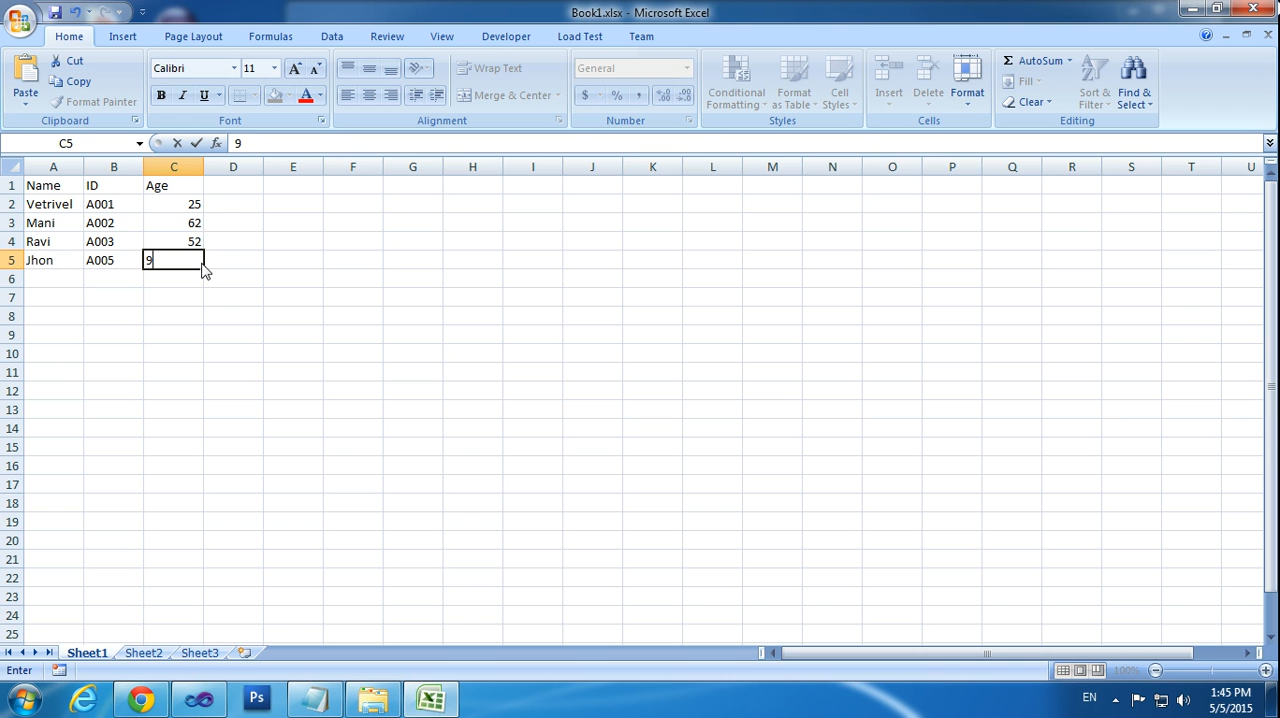 Book1.xlsx - Microsoft Excel
Home Insert Page Layout Formulas Data Review View Developer Load Test Team
Paste
Cut
Copy
Format Painter
Clipboard
Calibri 11
B I U
Font
Wrap Text
Merge & Center
Alignment
General
$ % ,
Number
Conditional Formatting
Format as Table
Cell Styles
Styles
Insert
Delete
Format
Cells
Σ AutoSum
Fill
Clear
Sort & Filter
Find & Select
Editing
C5 fx 9
A B C D E F G H I J K L M N O P Q R S T U
1 Name ID Age
2 Vetrivel A001 25
3 Mani A002 62
4 Ravi A003 52
5 Jhon A005 9
6
7
8
9
10
11
12
13
14
15
16
17
18
19
20
21
22
23
24
25
Sheet1 Sheet2 Sheet3
Enter 100%
Ps EN 1:45 PM
5/5/2015